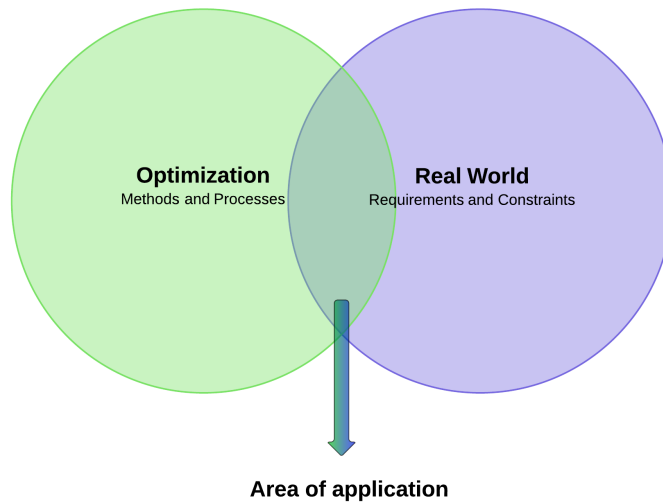 Optimization
Methods and Processes
Real World
Requirements and Constraints
Area of application